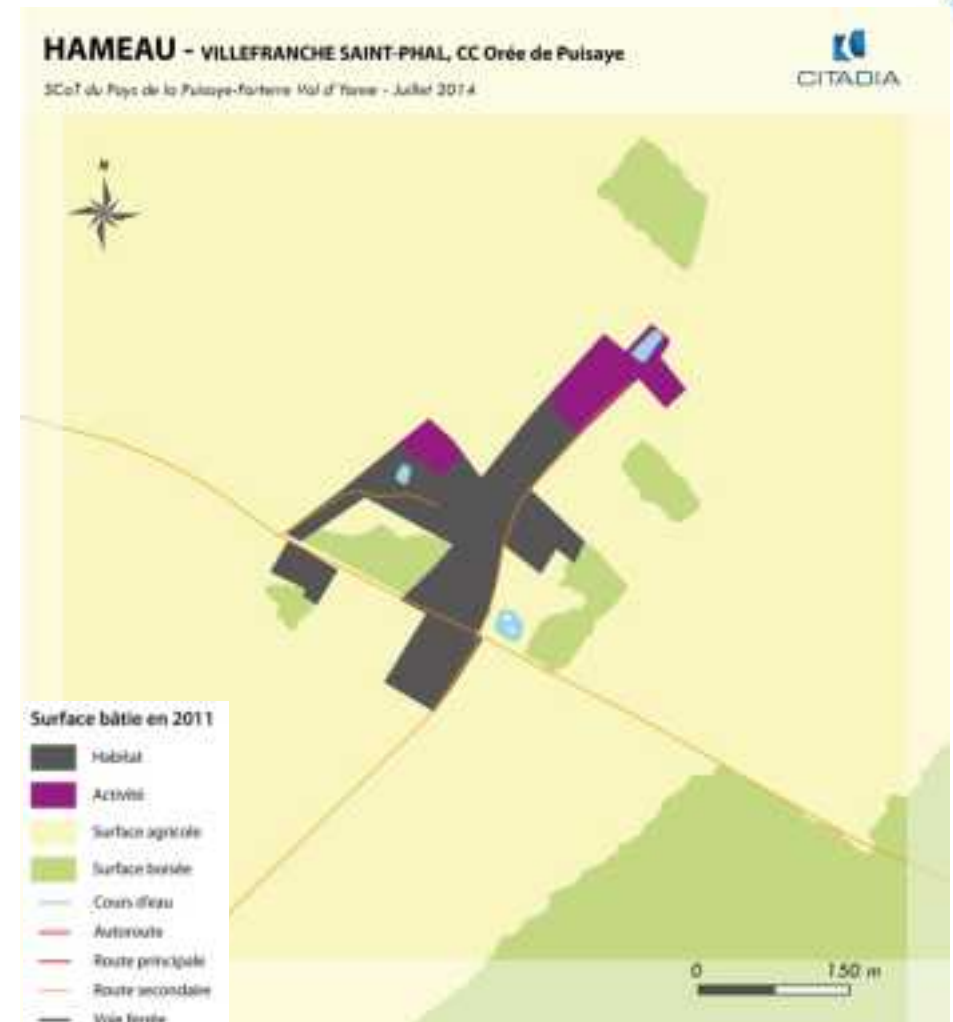 HAMEAU - VILLEFRANCHE SAINT-PHAL, CC Orée de Puisaye
CITADIA
SCoT du Pays de la Puisaye-Forterre Val d'Yonne - Juillet 2014
N
Surface bâtie en 2011
Habitat
Activité
Surface agricole
Surface boisée
Cours d'eau
Autoroute
Route principale
Route secondaire
Voie ferrée
0 150 m